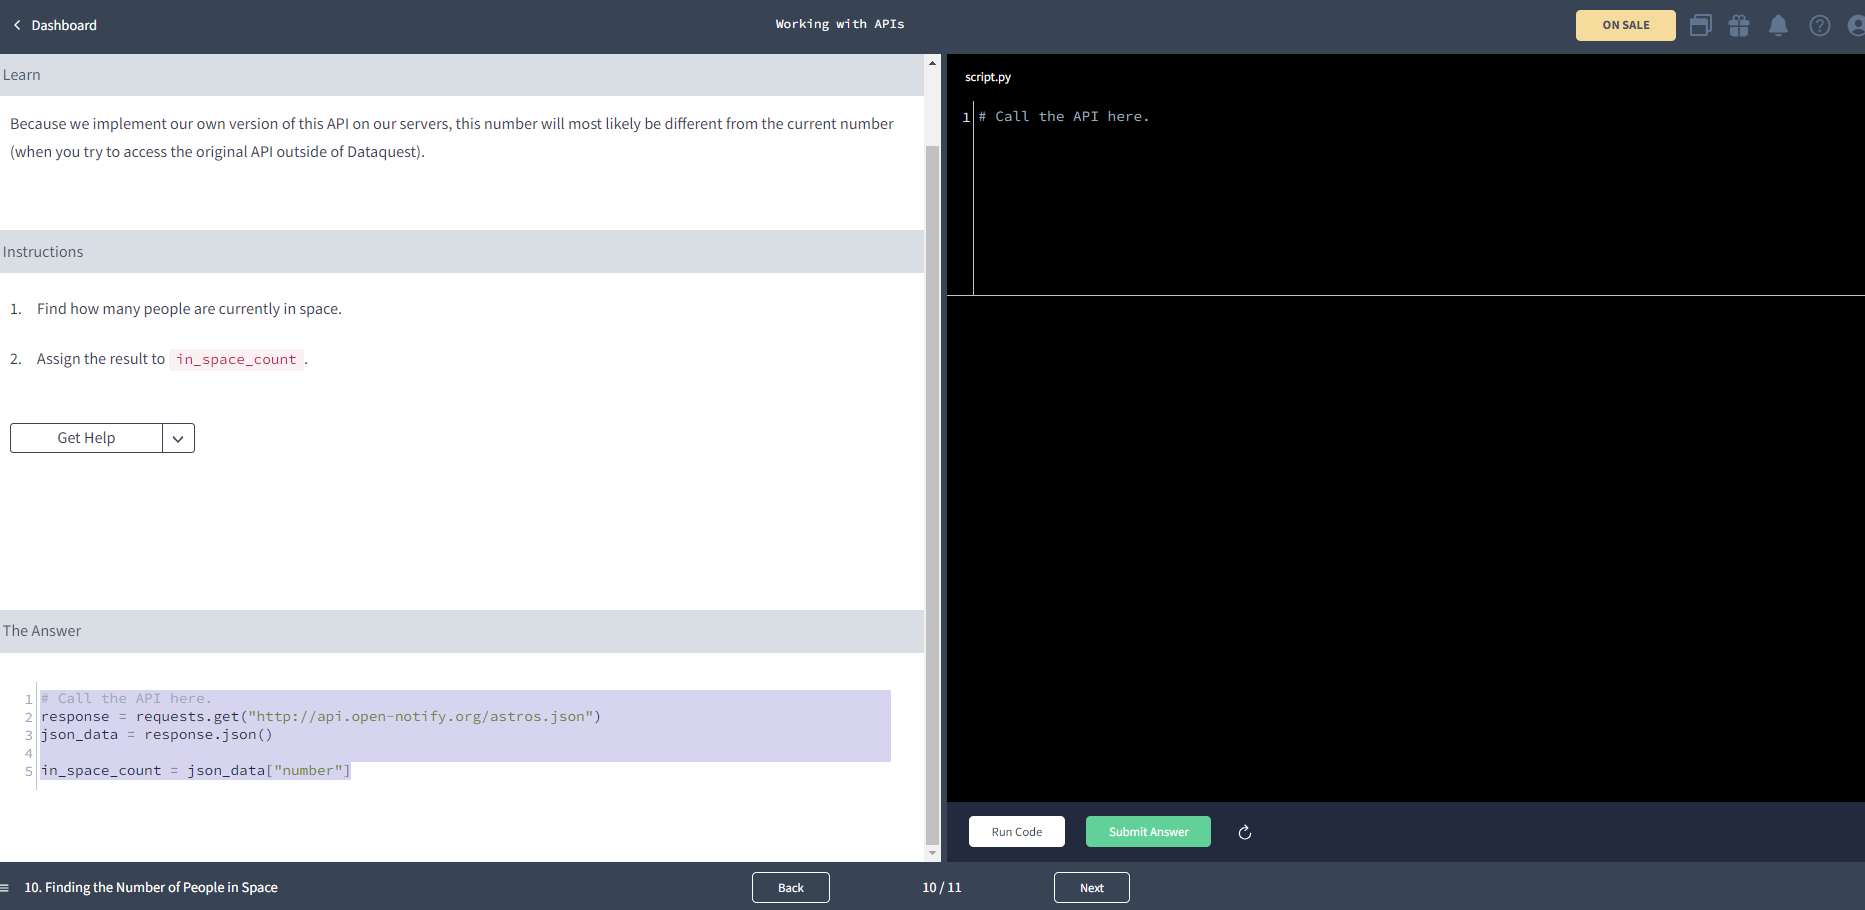 Dashboard
Working with APIs
ON SALE
Learn
Because we implement our own version of this API on our servers, this number will most likely be different from the current number
(when you try to access the original API outside of Dataquest).
Instructions
1. Find how many people are currently in space.
2. Assign the result to in_space_count .
Get Help
The Answer
1 # Call the API here.
2 response = requests.get("http://api.open-notify.org/astros.json")
3 json_data = response.json()
4
5 in_space_count = json_data["number"]
script.py
1 # Call the API here.
Run Code
Submit Answer
10. Finding the Number of People in Space
Back
10 / 11
Next